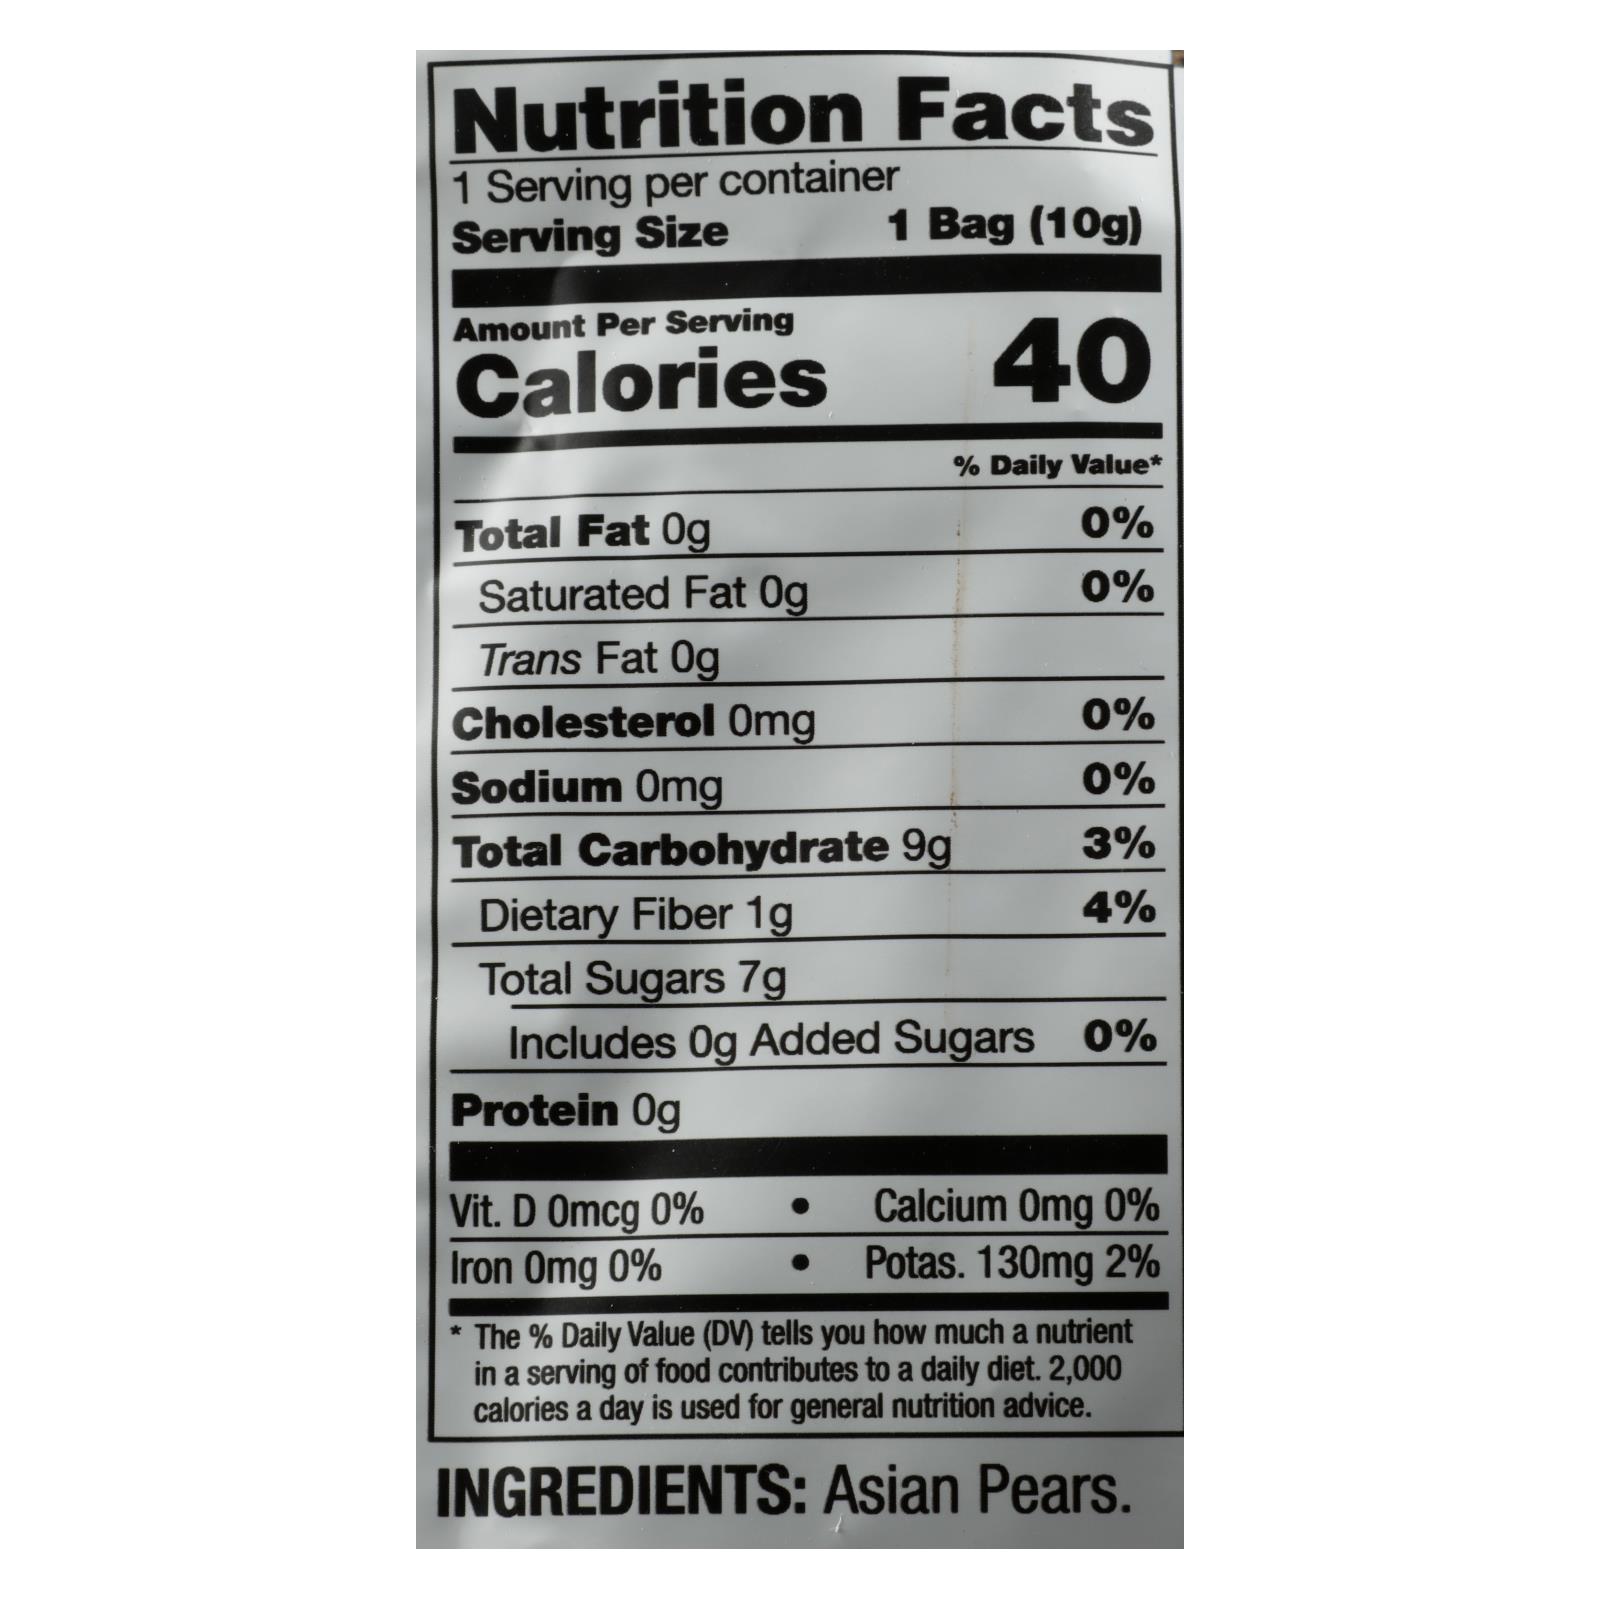 Nutrition Facts
1 Serving per container
Serving Size 1 Bag (10g)
Amount Per Serving
Calories 40
% Daily Value*
Total Fat 0g 0%
Saturated Fat 0g 0%
Trans Fat 0g
Cholesterol 0mg 0%
Sodium 0mg 0%
Total Carbohydrate 9g 3%
Dietary Fiber 1g 4%
Total Sugars 7g
Includes 0g Added Sugars 0%
Protein 0g
Vit. D 0mcg 0% • Calcium 0mg 0%
Iron 0mg 0% • Potas. 130mg 2%
* The % Daily Value (DV) tells you how much a nutrient
in a serving of food contributes to a daily diet. 2,000
calories a day is used for general nutrition advice.
INGREDIENTS: Asian Pears.